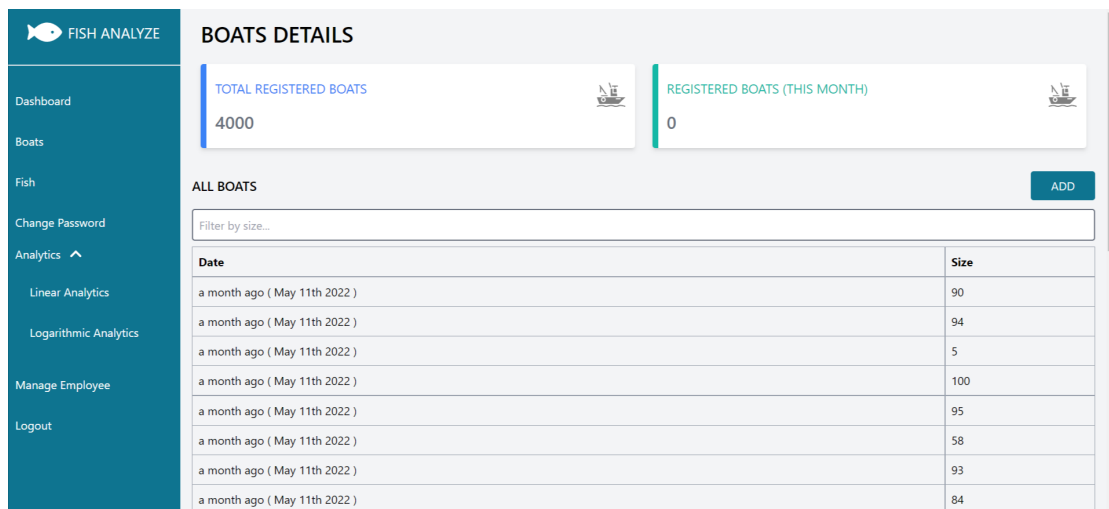 FISH ANALYZE
Dashboard
Boats
Fish
Change Password
Analytics
Linear Analytics
Logarithmic Analytics
Manage Employee
Logout
BOATS DETAILS
TOTAL REGISTERED BOATS
4000
REGISTERED BOATS (THIS MONTH)
0
ALL BOATS
ADD
Filter by size...
Date Size
a month ago ( May 11th 2022 ) 90
a month ago ( May 11th 2022 ) 94
a month ago ( May 11th 2022 ) 5
a month ago ( May 11th 2022 ) 100
a month ago ( May 11th 2022 ) 95
a month ago ( May 11th 2022 ) 58
a month ago ( May 11th 2022 ) 93
a month ago ( May 11th 2022 ) 84